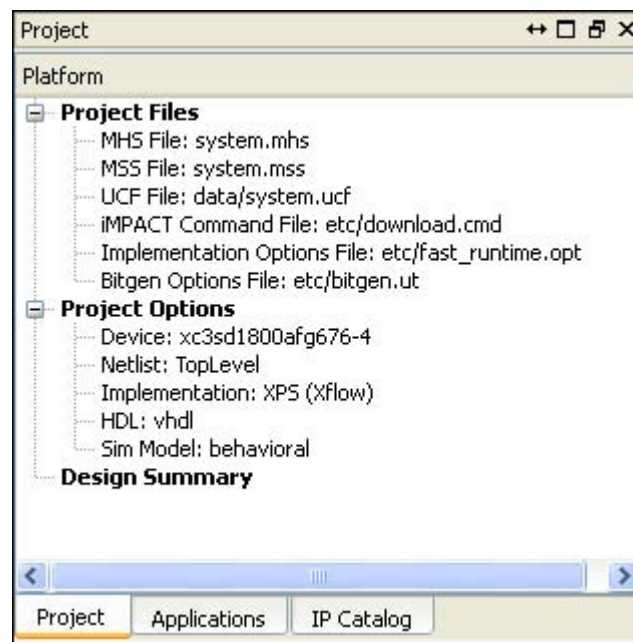 Project
Platform
Project Files
MHS File: system.mhs
MSS File: system.mss
UCF File: data/system.ucf
iMPACT Command File: etc/download.cmd
Implementation Options File: etc/fast_runtime.opt
Bitgen Options File: etc/bitgen.ut
Project Options
Device: xc3sd1800afg676-4
Netlist: TopLevel
Implementation: XPS (Xflow)
HDL: vhdl
Sim Model: behavioral
Design Summary
Project Applications IP Catalog